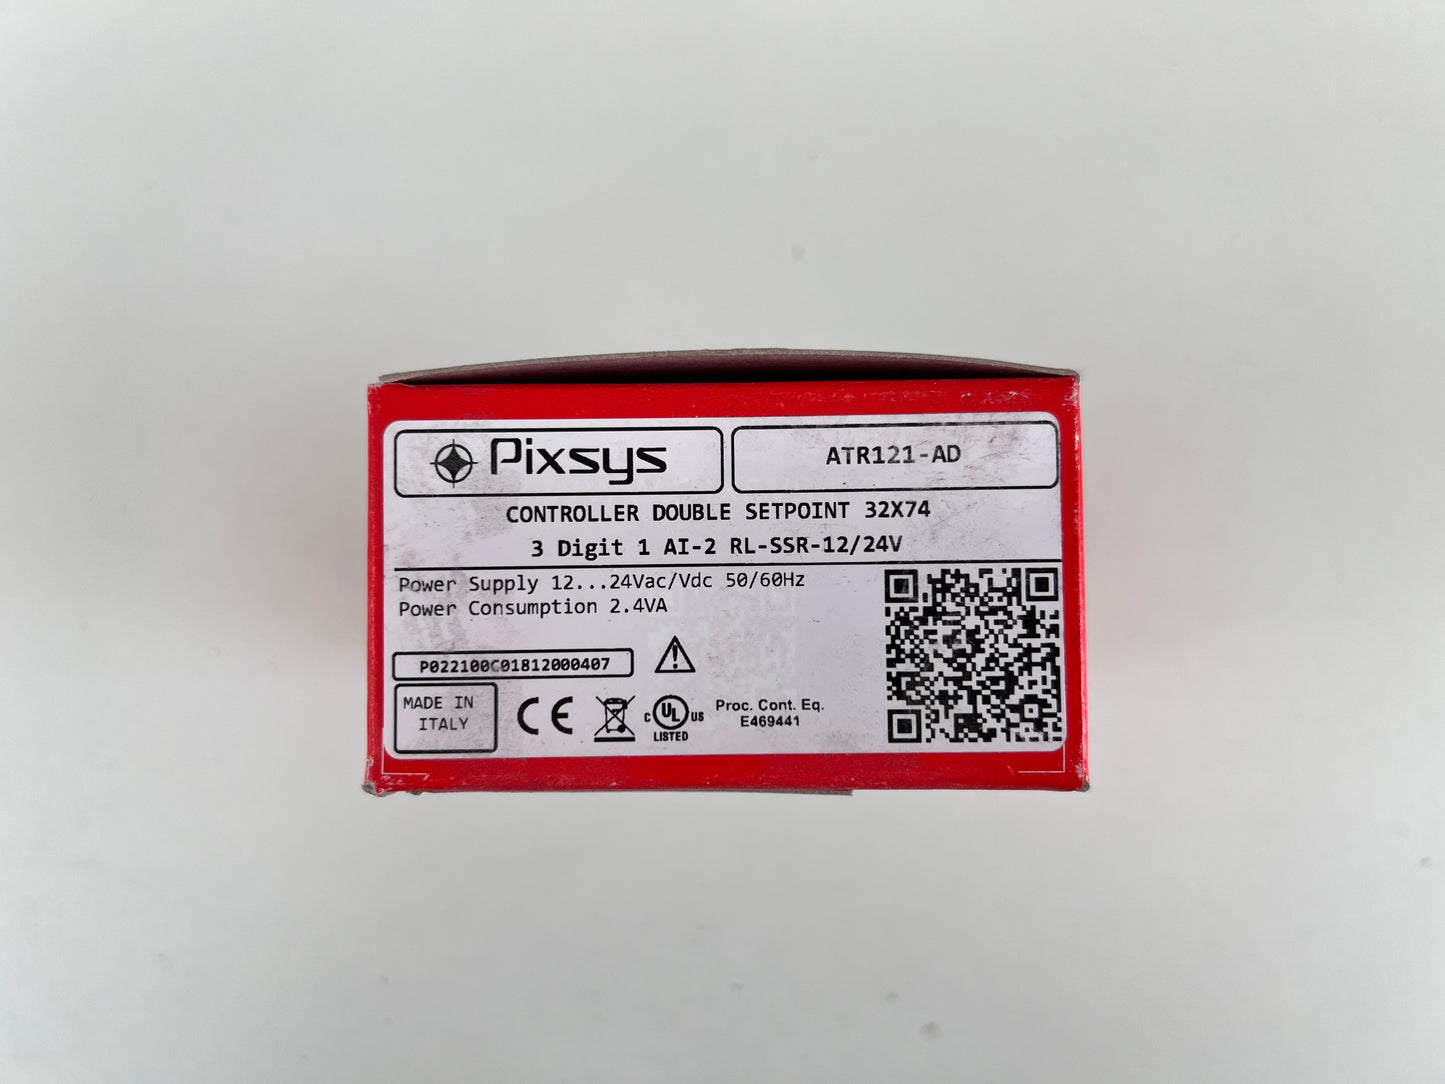 Pixsys
ATR121-AD
CONTROLLER DOUBLE SETPOINT 32X74
3 Digit 1 AI-2 RL-SSR-12/24V
Power Supply 12...24Vac/Vdc 50/60Hz
Power Consumption 2.4VA
P022100C01812000407
MADE IN
ITALY
CE
C UL US
LISTED
Proc. Cont. Eq.
E469441